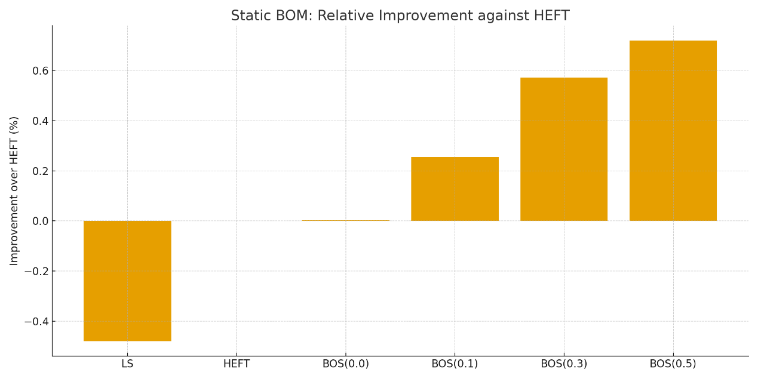 Static BOM: Relative Improvement against HEFT
Improvement over HEFT (%)
0.6
0.4
0.2
0.0
−0.2
−0.4
LS HEFT BOS(0.0) BOS(0.1) BOS(0.3) BOS(0.5)